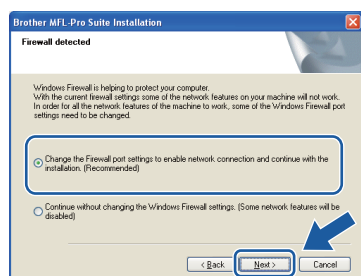 Brother MFL-Pro Suite Installation
Firewall detected
Windows Firewall is helping to protect your computer.
With the current firewall settings some of the network features on your machine will not work.
In order for all the network features of the machine to work, some of the Windows Firewall port
settings need to be changed.
Change the Firewall port settings to enable network connection and continue with the
installation. (Recommended)
Continue without changing the Windows Firewall settings. (Some network features will be
disabled)
< Back
Next >
Cancel